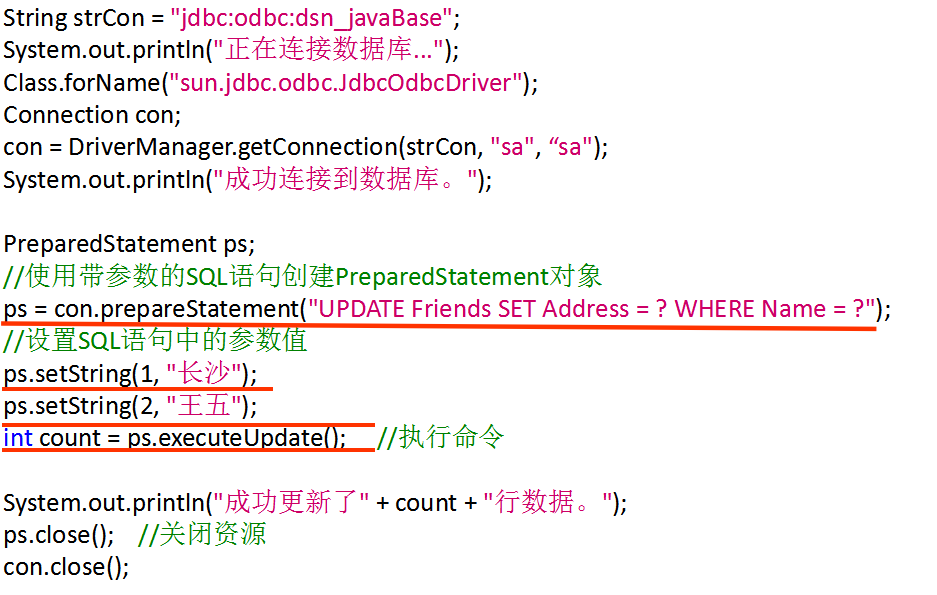 String strCon = "jdbc:odbc:dsn_javaBase";
System.out.println("正在连接数据库...");
Class.forName("sun.jdbc.odbc.JdbcOdbcDriver");
Connection con;
con = DriverManager.getConnection(strCon, "sa", “sa");
System.out.println("成功连接到数据库。");
PreparedStatement ps;
//使用带参数的SQL语句创建PreparedStatement对象
ps = con.prepareStatement("UPDATE Friends SET Address = ? WHERE Name = ?");
//设置SQL语句中的参数值
ps.setString(1, "长沙");
ps.setString(2, "王五");
int count = ps.executeUpdate(); //执行命令
System.out.println("成功更新了" + count + "行数据。");
ps.close(); //关闭资源
con.close();